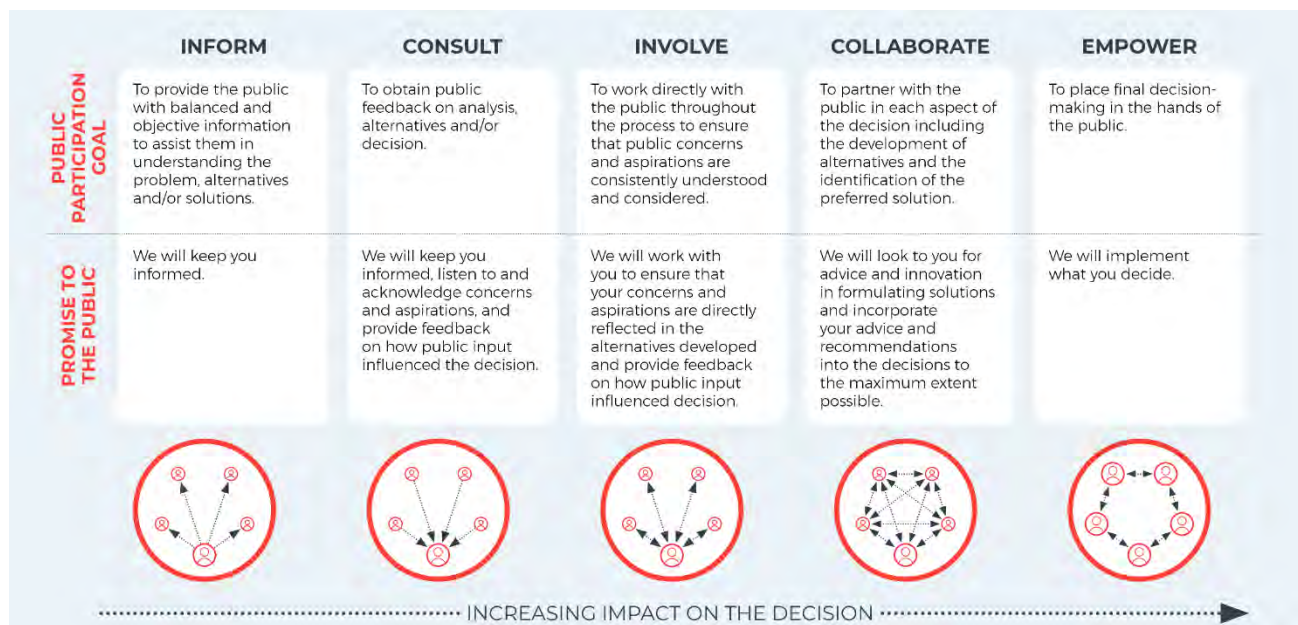 INFORM
CONSULT
INVOLVE
COLLABORATE
EMPOWER
PUBLIC
PARTICIPATION
GOAL
To provide the public
with balanced and
objective information
to assist them in
understanding the
problem, alternatives
and/or solutions.
To obtain public
feedback on analysis,
alternatives and/or
decision.
To work directly with
the public throughout
the process to ensure
that public concerns
and aspirations are
consistently understood
and considered.
To partner with the
public in each aspect of
the decision including
the development of
alternatives and the
identification of the
preferred solution.
To place final decision-
making in the hands of
the public.
PROMISE TO
THE PUBLIC
We will keep you
informed.
We will keep you
informed, listen to and
acknowledge concerns
and aspirations, and
provide feedback
on how public input
influenced the decision.
We will work with
you to ensure that
your concerns and
aspirations are directly
reflected in the
alternatives developed
and provide feedback
on how public input
influenced decision.
We will look to you for
advice and innovation
in formulating solutions
and incorporate
your advice and
recommendations
into the decisions to
the maximum extent
possible.
We will implement
what you decide.
INCREASING IMPACT ON THE DECISION